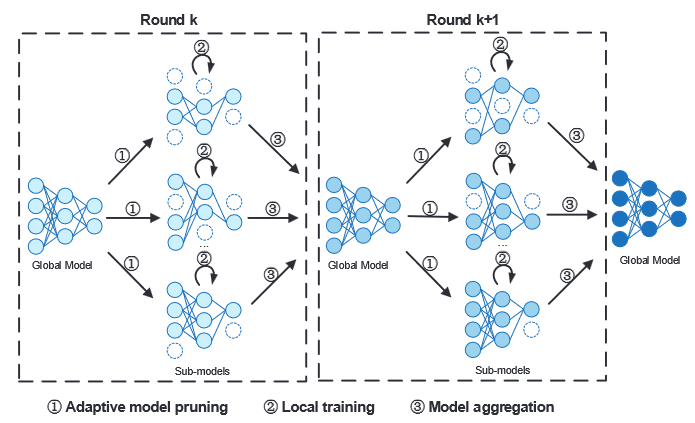 Round k
Round k+1
②
②
①
③
①
③
②
②
①
③
①
③
Global Model
Global Model
Global Model
...
...
①
②
③
①
②
③
Sub-models
Sub-models
① Adaptive model pruning
② Local training
③ Model aggregation